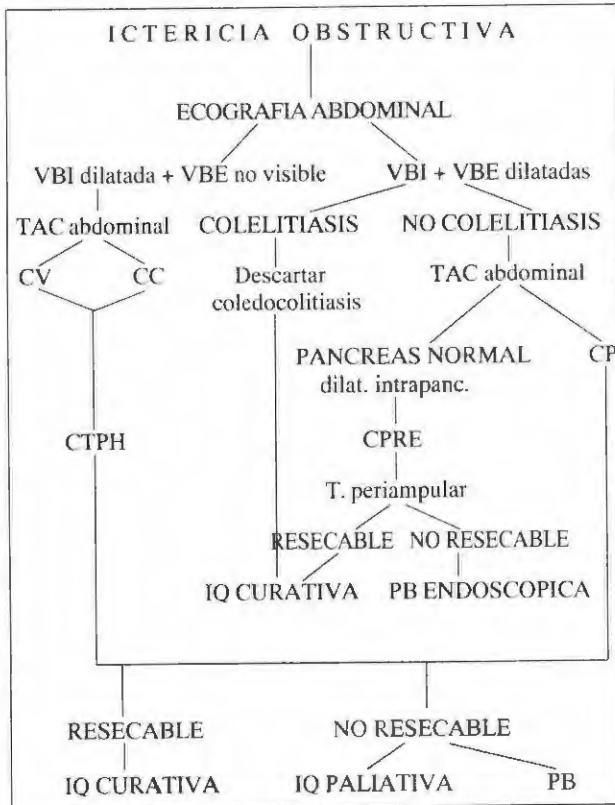 ICTERICIA OBSTRUCTIVA
ECOGRAFIA ABDOMINAL
VBI dilatada + VBE no visible
VBI + VBE dilatadas
TAC abdominal
COLELITIASIS
NO COLELITIASIS
CV
CC
Descartar
coledocolitiasis
TAC abdominal
PANCREAS NORMAL
dilat. intrapanc.
CP
CTPH
CPRE
T. periampular
RESECABLE
NO RESECABLE
IQ CURATIVA
PB ENDOSCOPICA
RESECABLE
NO RESECABLE
IQ CURATIVA
IQ PALIATIVA
PB